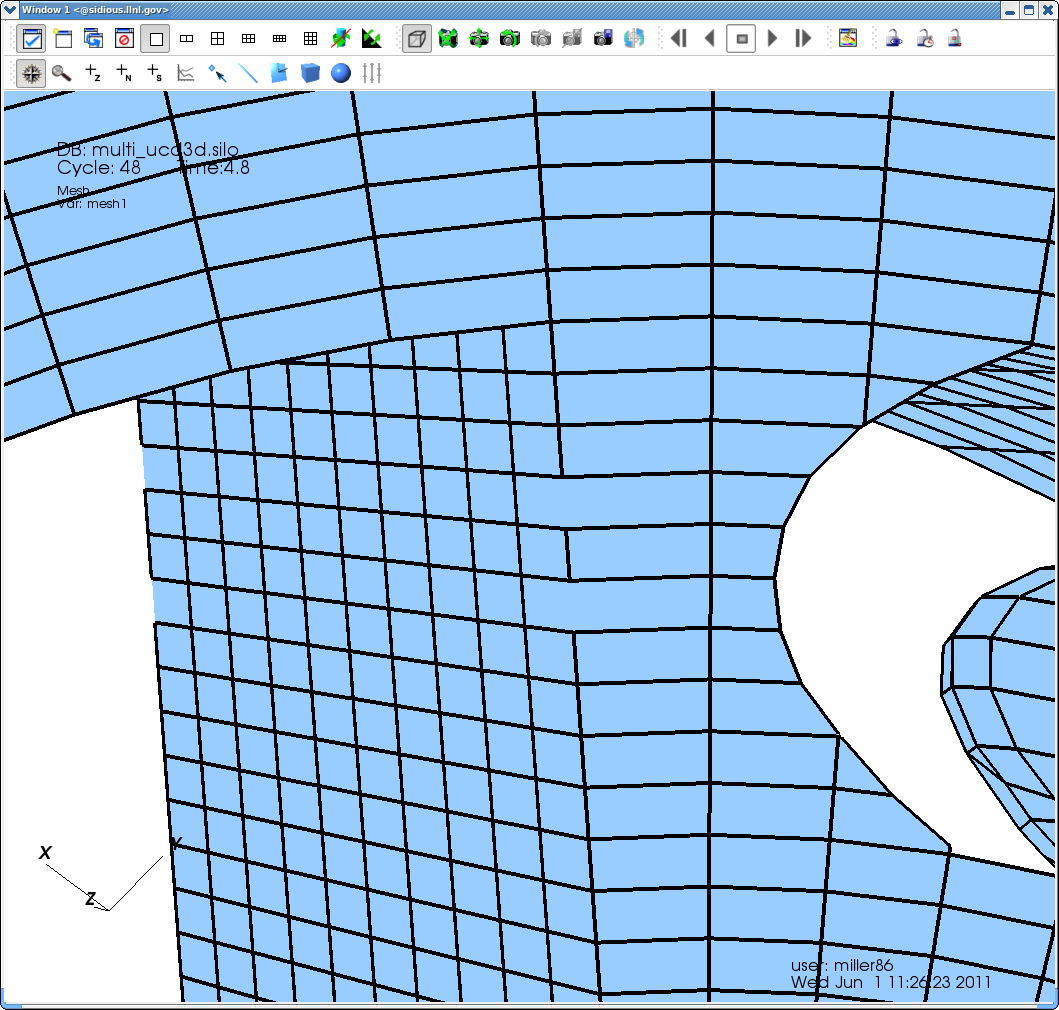 Window 1 <@sidious.llnl.gov>
z N s
DB: multi_ucd3d.silo
Cycle: 48 Time:4.8
Mesh
Var: mesh1
X
Y
Z
user: miller86
Wed Jun 1 11:26:23 2011